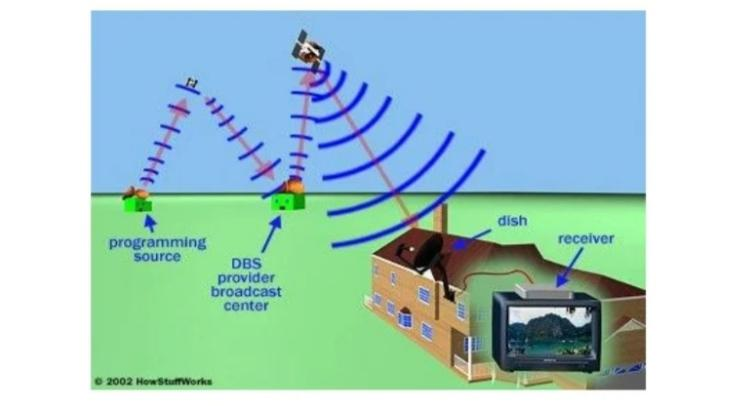 programming
source
DBS
provider
broadcast
center
dish
receiver
© 2002 HowStuffWorks